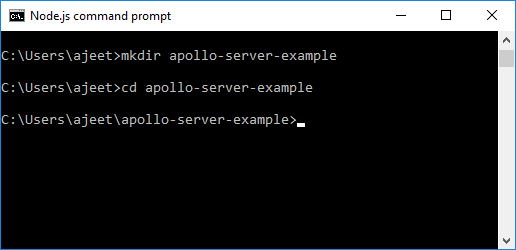 Node.js command prompt
C:\Users\ajeet>mkdir apollo-server-example
C:\Users\ajeet>cd apollo-server-example
C:\Users\ajeet\apollo-server-example>